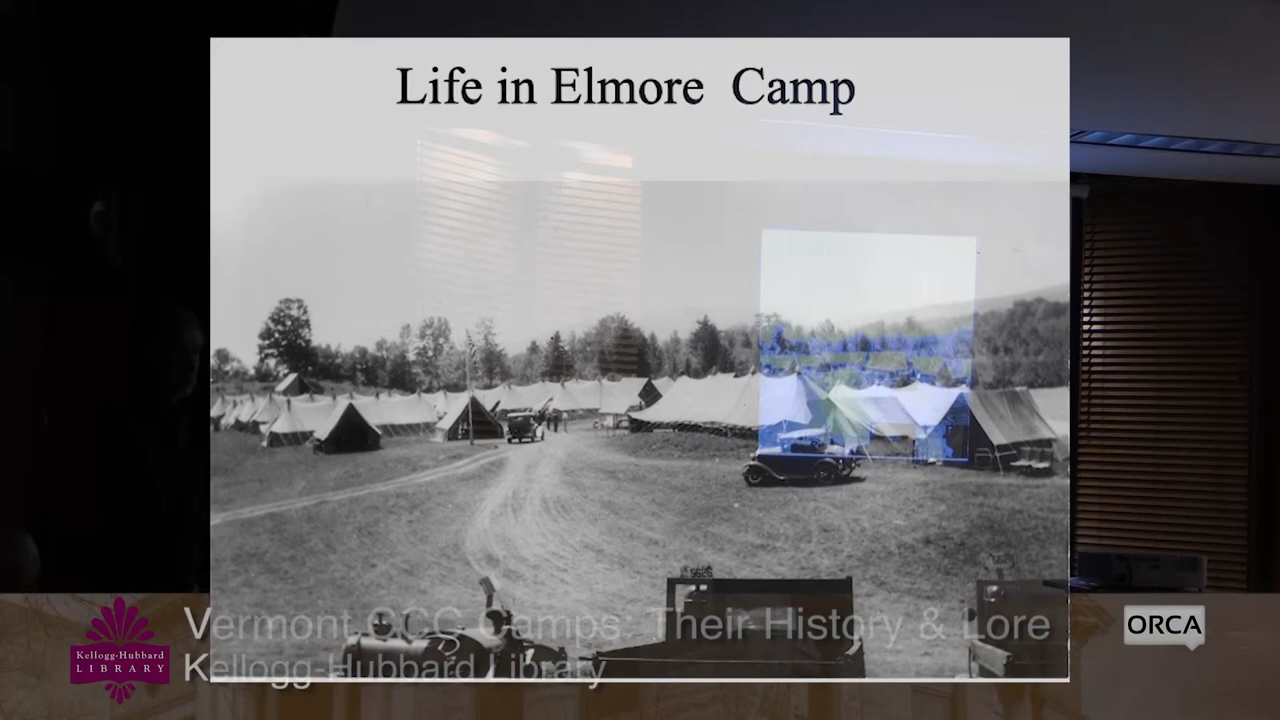 Life in Elmore Camp
Vermont CCC Camps: Their History & Lore
Kellogg-Hubbard Library
Kellogg-Hubbard
LIBRARY
ORCA